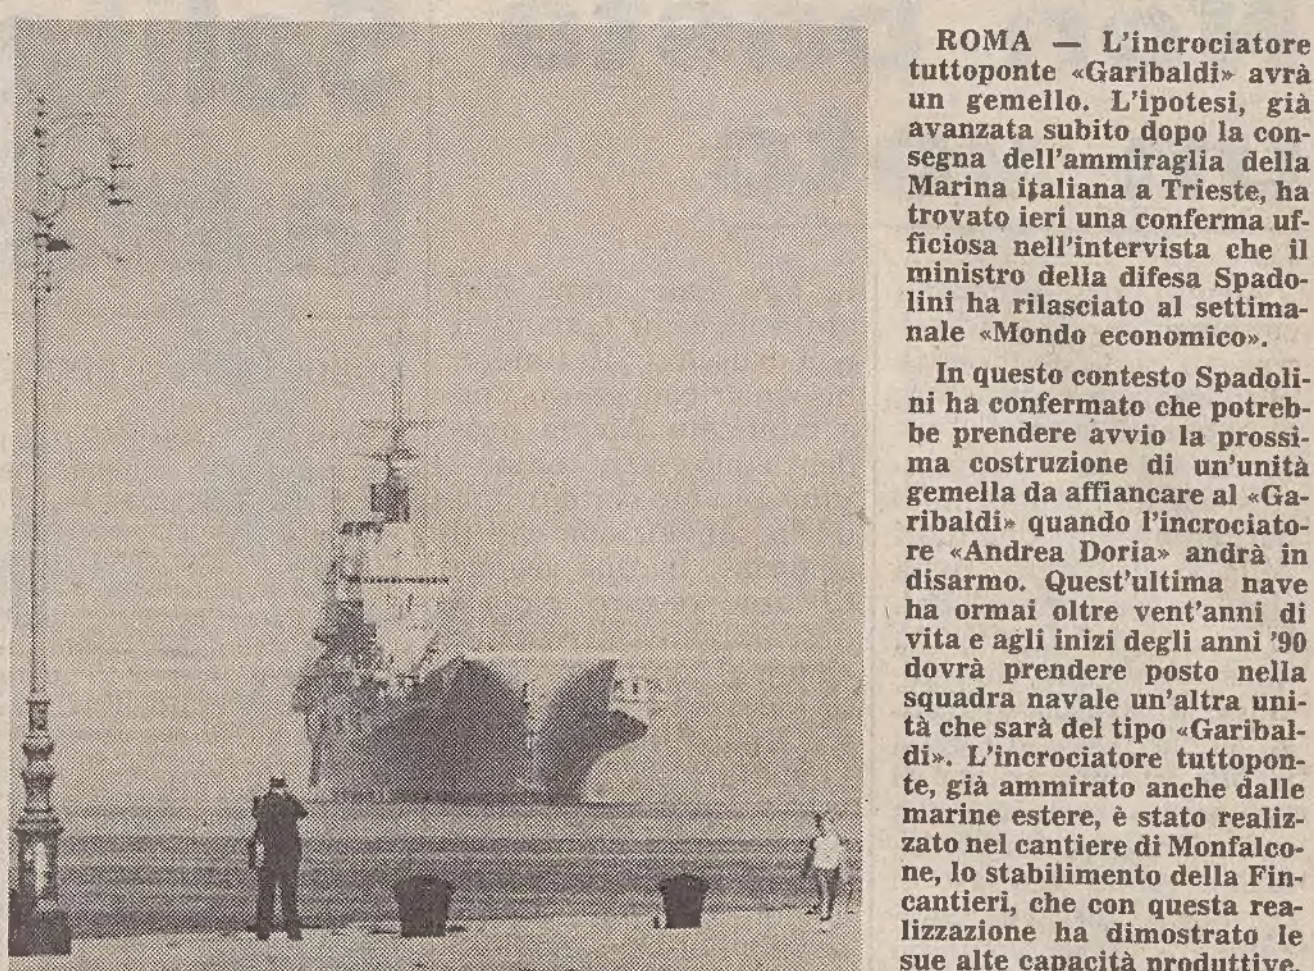 ROMA — L'incrociatore
tuttoponte «Garibaldi» avrà
un gemello. L'ipotesi, già
avanzata subito dopo la con-
segna dell'ammiraglia della
Marina italiana a Trieste, ha
trovato ieri una conferma uf-
ficiosa nell'intervista che il
ministro della difesa Spado-
lini ha rilasciato al settima-
nale «Mondo economico».
In questo contesto Spadoli-
ni ha confermato che potreb-
be prendere avvio la prossi-
ma costruzione di un'unità
gemella da affiancare al «Ga-
ribaldi» quando l'incrociato-
re «Andrea Doria» andrà in
disarmo. Quest'ultima nave
ha ormai oltre vent'anni di
vita e agli inizi degli anni '90
dovrà prendere posto nella
squadra navale un'altra uni-
tà che sarà del tipo «Garibal-
di». L'incrociatore tuttopon-
te, già ammirato anche dalle
marine estere, è stato realiz-
zato nel cantiere di Monfalco-
ne, lo stabilimento della Fin-
cantieri, che con questa rea-
lizzazione ha dimostrato le
sue alte capacità produttive.